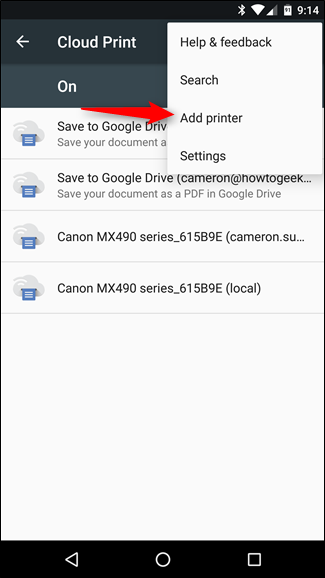 9:14
Cloud Print
Help & feedback
On
Search
Add printer
Settings
Save to Google Driv
Save your document a
Save to Google Drive (cameron@howtogeek...
Save your document as a PDF in Google Drive
Canon MX490 series_615B9E (cameron.su...
Canon MX490 series_615B9E (local)